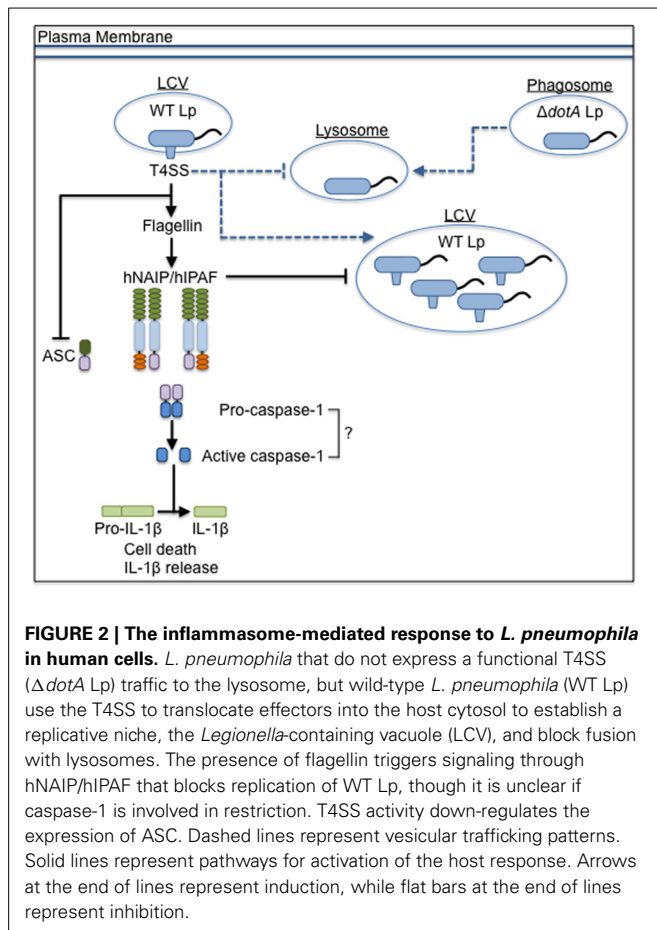 Plasma Membrane
LCV
WT Lp
T4SS
Phagosome
ΔdotA Lp
Lysosome
Flagellin
LCV
WT Lp
hNAIP/hIPAF
ASC
Pro-caspase-1
?
Active caspase-1
Pro-IL-1β
IL-1β
Cell death
IL-1β release
FIGURE 2 | The inflammasome-mediated response to L. pneumophila
in human cells. L. pneumophila that do not express a functional T4SS
(ΔdotA Lp) traffic to the lysosome, but wild-type L. pneumophila (WT Lp)
use the T4SS to translocate effectors into the host cytosol to establish a
replicative niche, the Legionella-containing vacuole (LCV), and block fusion
with lysosomes. The presence of flagellin triggers signaling through
hNAIP/hIPAF that blocks replication of WT Lp, though it is unclear if
caspase-1 is involved in restriction. T4SS activity down-regulates the
expression of ASC. Dashed lines represent vesicular trafficking patterns.
Solid lines represent pathways for activation of the host response. Arrows
at the end of lines represent induction, while flat bars at the end of lines
represent inhibition.